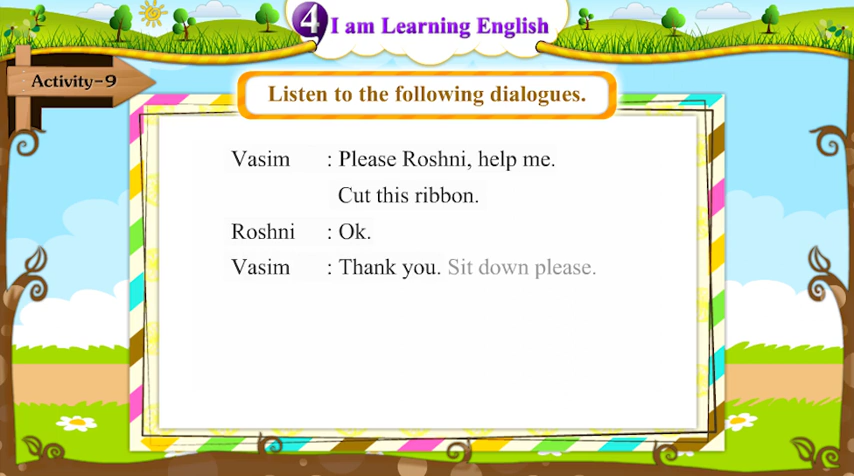 4 I am Learning English
Activity-9
Listen to the following dialogues.
Vasim : Please Roshni, help me.
Cut this ribbon.
Roshni : Ok.
Vasim : Thank you. Sit down please.